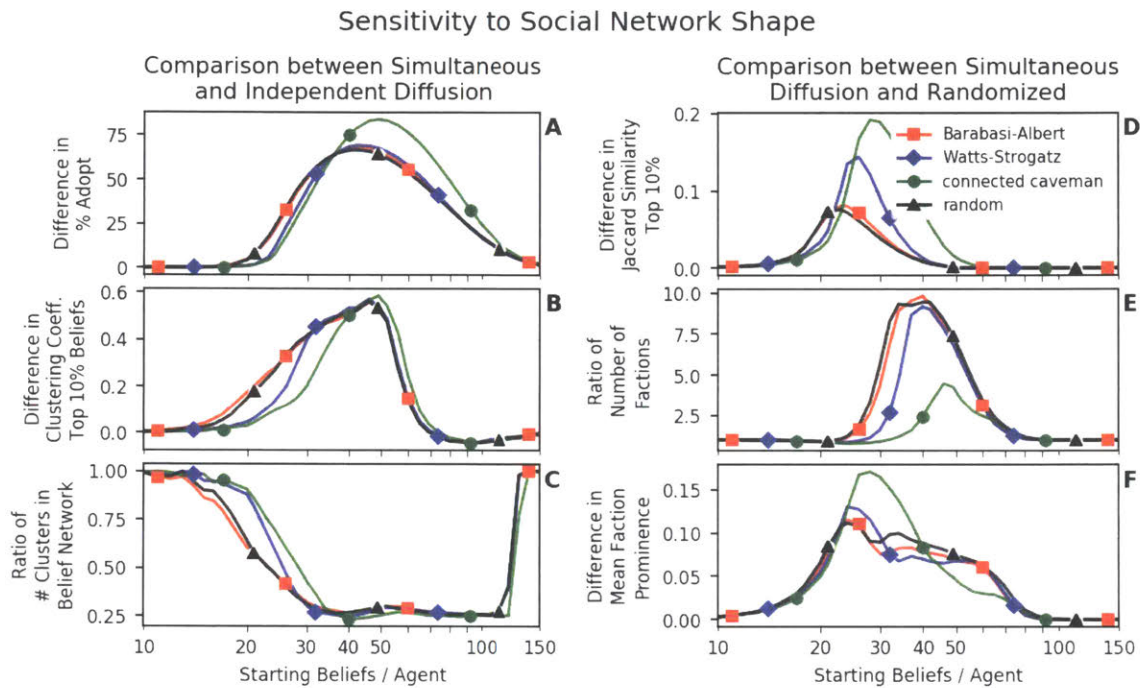 Sensitivity to Social Network Shape
Comparison between Simultaneous
and Independent Diffusion
A
Difference in
% Adopt
75
50
25
0
B
Difference in
Clustering Coeff.
Top 10% Beliefs
0.6
0.4
0.2
0.0
C
Ratio of
# Clusters in
Belief Network
1.00
0.75
0.50
0.25
10
20
30
40
50
100
150
Starting Beliefs / Agent
Comparison between Simultaneous
Diffusion and Randomized
D
Difference in
Jaccard Similarity
Top 10%
0.2
0.1
0.0
Barabasi-Albert
Watts-Strogatz
connected caveman
random
E
Ratio of
Number of
Factions
10.0
7.5
5.0
2.5
F
Difference in
Mean Faction
Prominence
0.15
0.10
0.05
0.00
10
20
30
40
50
100
150
Starting Beliefs / Agent